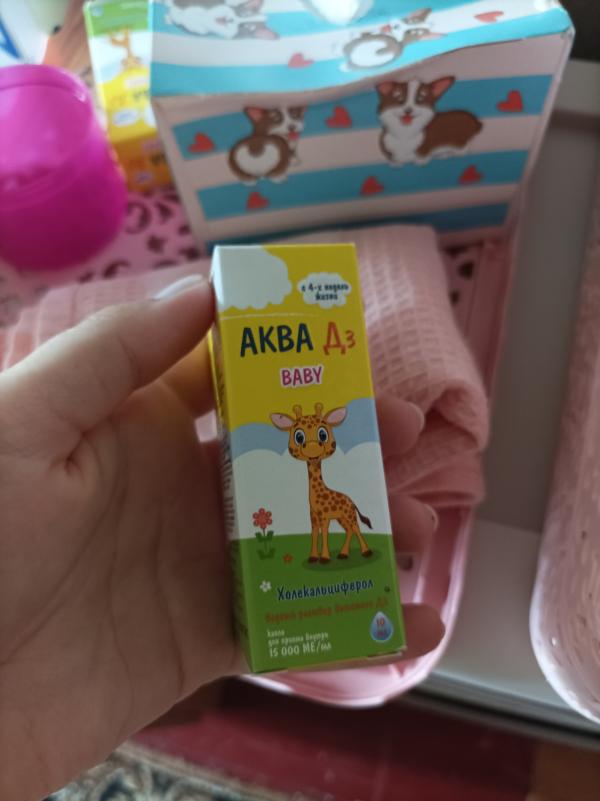 с 4-х недель
жизни
АКВА Д3
BABY
Холекальциферол
Водный раствор витамина Д3
капли
для приема внутрь
15 000 МЕ/мл
10
мл